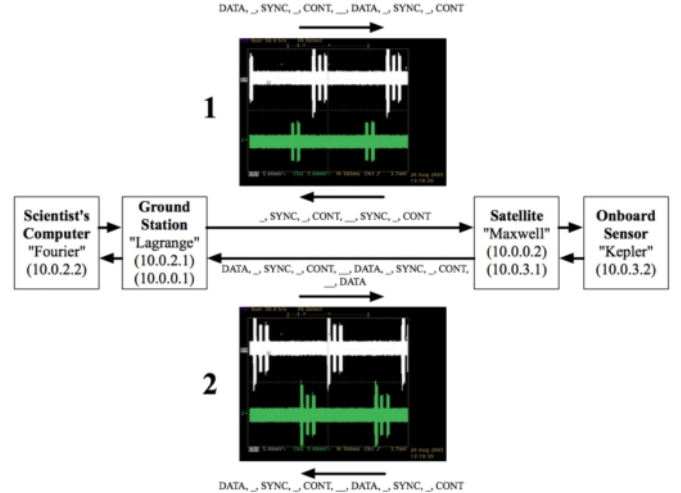 DATA, _, SYNC, _, CONT, __, DATA, _, SYNC, _, CONT
1
_, SYNC, _, CONT, __, SYNC, _, CONT
Scientist's
Computer
"Fourier"
(10.0.2.2)
Ground
Station
"Lagrange"
(10.0.2.1)
(10.0.0.1)
Satellite
"Maxwell"
(10.0.0.2)
(10.0.3.1)
Onboard
Sensor
"Kepler"
(10.0.3.2)
DATA, _, SYNC, _, CONT, __, DATA, _, SYNC, _, CONT,
__, DATA
2
DATA, _, SYNC, _, CONT, __, DATA, _, SYNC, _, CONT